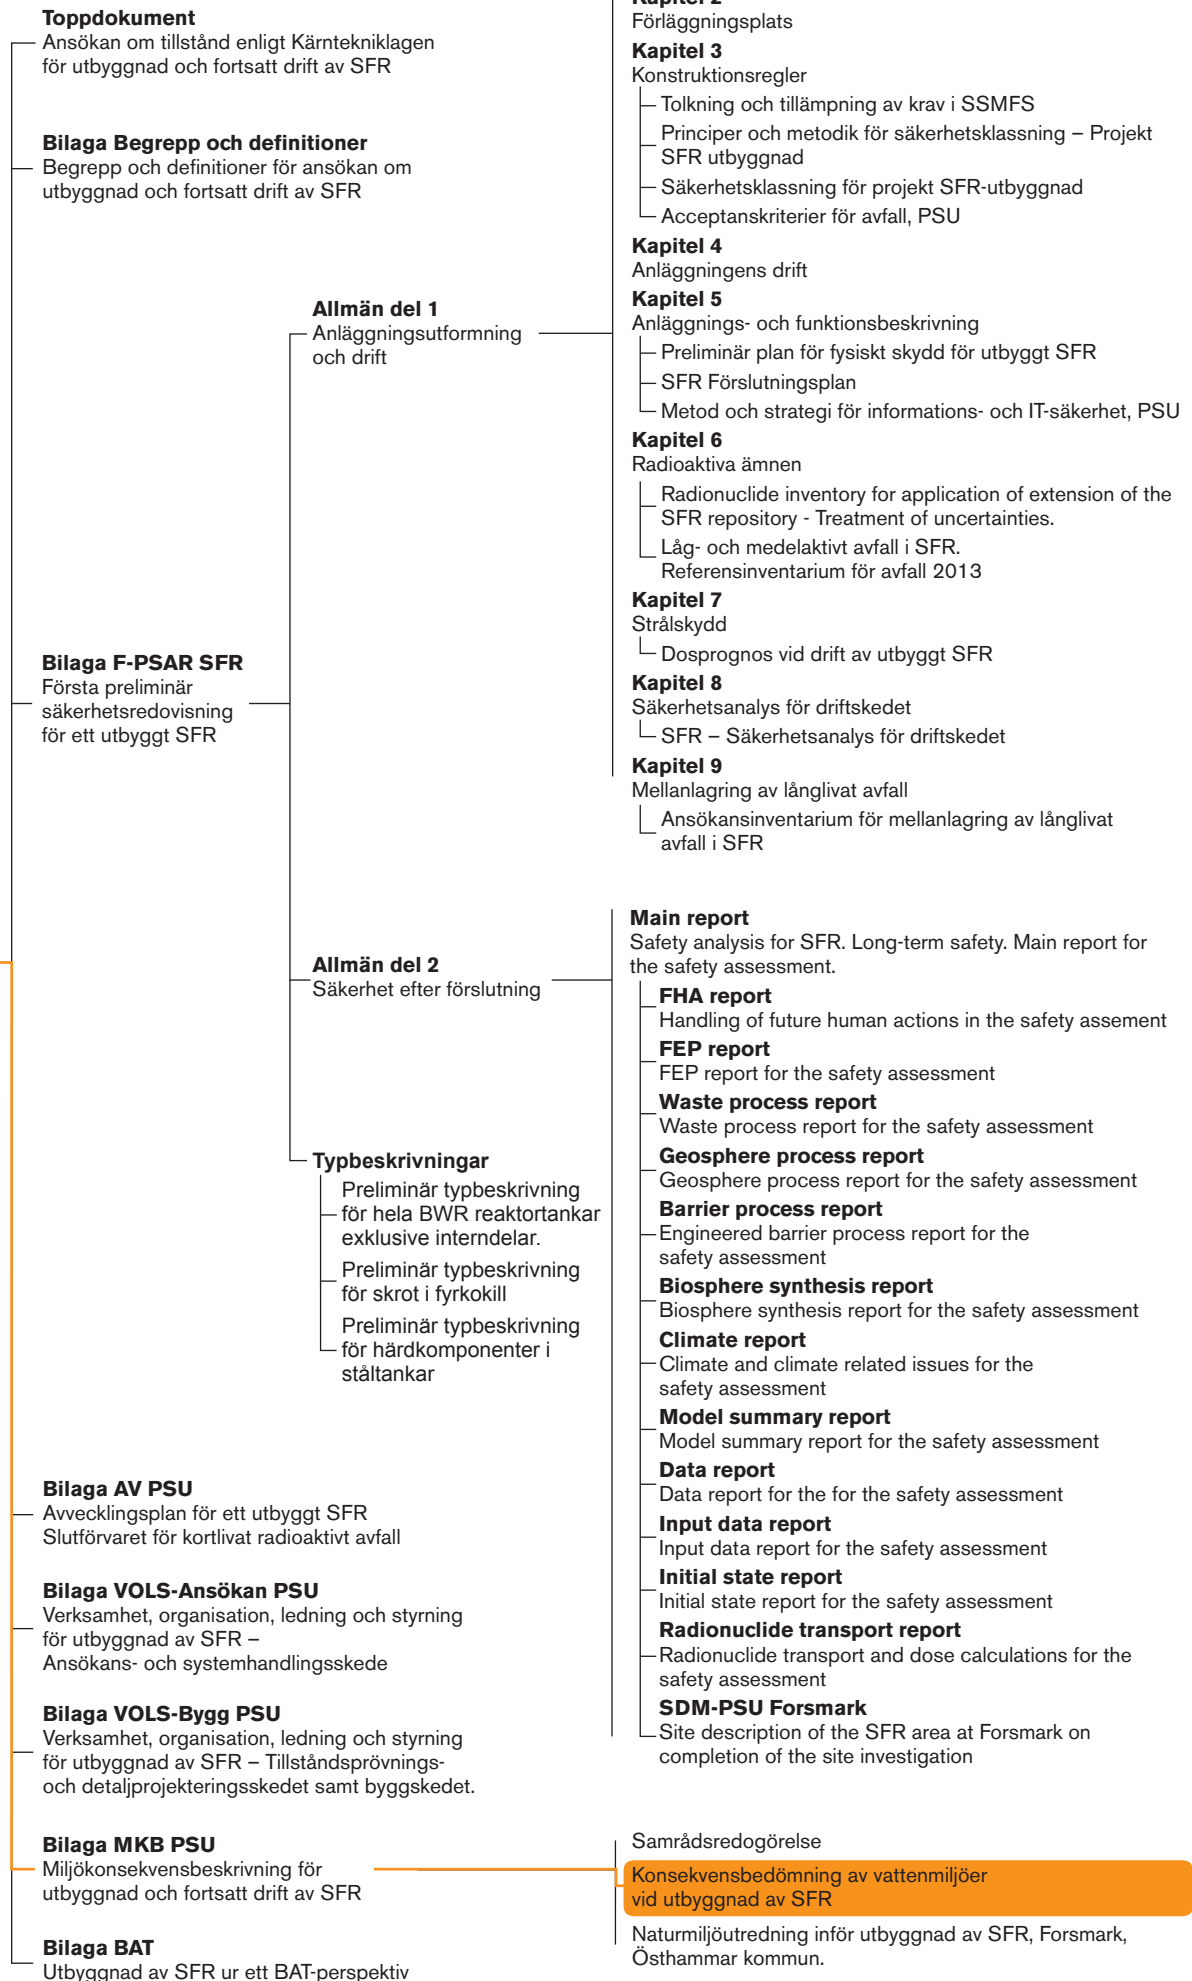 Toppdokument
Ansökan om tillstånd enligt Kärntekniklagen
för utbyggnad och fortsatt drift av SFR
Bilaga Begrepp och definitioner
Begrepp och definitioner för ansökan om
utbyggnad och fortsatt drift av SFR
Bilaga F-PSAR SFR
Första preliminär
säkerhetsredovisning
för ett utbyggt SFR
Allmän del 1
Anläggningsutformning
och drift
Kapitel 2
Förläggningsplats
Kapitel 3
Konstruktionsregler
Tolkning och tillämpning av krav i SSMFS
Principer och metodik för säkerhetsklassning – Projekt
SFR utbyggnad
Säkerhetsklassning för projekt SFR-utbyggnad
Acceptanskriterier för avfall, PSU
Kapitel 4
Anläggningens drift
Kapitel 5
Anläggnings- och funktionsbeskrivning
Preliminär plan för fysiskt skydd för utbyggt SFR
SFR Förslutningsplan
Metod och strategi för informations- och IT-säkerhet, PSU
Kapitel 6
Radioaktiva ämnen
Radionuclide inventory for application of extension of the
SFR repository - Treatment of uncertainties.
Låg- och medelaktivt avfall i SFR.
Referensinventarium för avfall 2013
Kapitel 7
Strålskydd
Dosprognos vid drift av utbyggt SFR
Kapitel 8
Säkerhetsanalys för driftskedet
SFR – Säkerhetsanalys för driftskedet
Kapitel 9
Mellanlagring av långlivat avfall
Ansökansinventarium för mellanlagring av långlivat
avfall i SFR
Allmän del 2
Säkerhet efter förslutning
Main report
Safety analysis for SFR. Long-term safety. Main report for
the safety assessment.
FHA report
Handling of future human actions in the safety assement
FEP report
FEP report for the safety assessment
Waste process report
Waste process report for the safety assessment
Geosphere process report
Geosphere process report for the safety assessment
Barrier process report
Engineered barrier process report for the
safety assessment
Biosphere synthesis report
Biosphere synthesis report for the safety assessment
Climate report
Climate and climate related issues for the
safety assessment
Model summary report
Model summary report for the safety assessment
Data report
Data report for the for the safety assessment
Input data report
Input data report for the safety assessment
Initial state report
Initial state report for the safety assessment
Radionuclide transport report
Radionuclide transport and dose calculations for the
safety assessment
SDM-PSU Forsmark
Site description of the SFR area at Forsmark on
completion of the site investigation
Typbeskrivningar
Preliminär typbeskrivning
för hela BWR reaktortankar
exklusive interndelar.
Preliminär typbeskrivning
för skrot i fyrkokill
Preliminär typbeskrivning
för härdkomponenter i
ståltankar
Bilaga AV PSU
Avvecklingsplan för ett utbyggt SFR
Slutförvaret för kortlivat radioaktivt avfall
Bilaga VOLS-Ansökan PSU
Verksamhet, organisation, ledning och styrning
för utbyggnad av SFR –
Ansökans- och systemhandlingsskede
Bilaga VOLS-Bygg PSU
Verksamhet, organisation, ledning och styrning
för utbyggnad av SFR – Tillståndsprövnings-
och detaljprojekteringsskedet samt byggskedet.
Bilaga MKB PSU
Miljökonsekvensbeskrivning för
utbyggnad och fortsatt drift av SFR
Samrådsredogörelse
Konsekvensbedömning av vattenmiljöer
vid utbyggnad av SFR
Naturmiljöutredning inför utbyggnad av SFR, Forsmark,
Östhammar kommun.
Bilaga BAT
Utbyggnad av SFR ur ett BAT-perspektiv